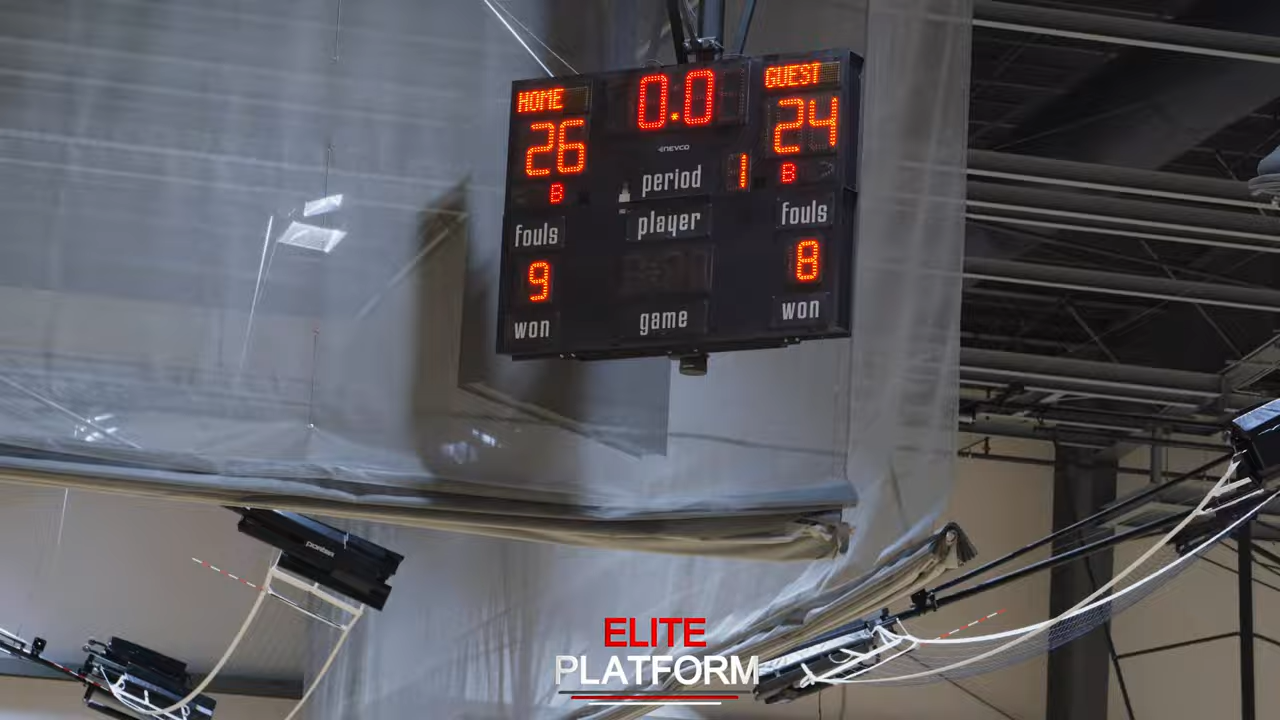 HOME
0.0
GUEST
26
24
NEVCO
B
period
1
B
fouls
player
fouls
9
8
won
game
won
ELITE
PLATFORM